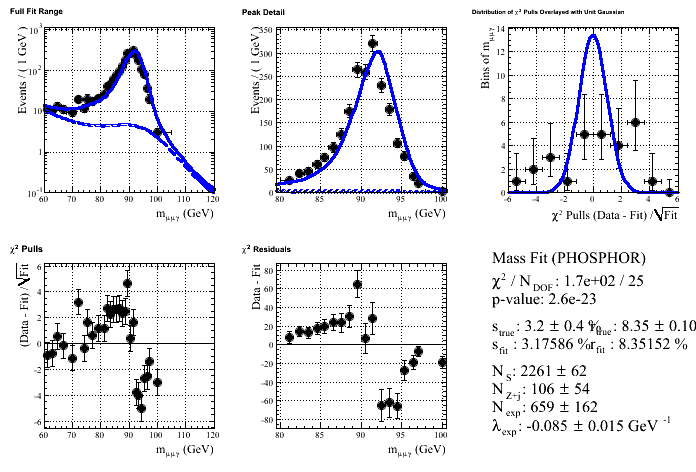 Full Fit Range
Events / ( 1 GeV )
10³
10²
10
1
10⁻¹
60 70 80 90 100 110 120
m_μμγ (GeV)
Peak Detail
Events / ( 1 GeV )
350
300
250
200
150
100
50
80 85 90 95 100
m_μμγ (GeV)
Distribution of χ² Pulls Overlayed with Unit Gaussian
Bins of m_μμγ
14
12
10
8
6
4
2
0
-6 -4 -2 0 2 4 6
χ² Pulls (Data - Fit) /√Fit
χ² Pulls
(Data - Fit) /√Fit
6
4
2
0
-2
-4
-6
60 70 80 90 100 110 120
m_μμγ (GeV)
χ² Residuals
Data - Fit
80
60
40
20
0
-20
-40
-60
-80
80 85 90 95 100
m_μμγ (GeV)
Mass Fit (PHOSPHOR)
χ² / N_DOF : 1.7e+02 / 25
p-value: 2.6e-23
s_true : 3.2 ± 0.4 % r_true : 8.35 ± 0.10
s_fit : 3.17586 % r_fit : 8.35152 %
N_S: 2261 ± 62
N_Z+j: 106 ± 54
N_exp: 659 ± 162
λ_exp: -0.085 ± 0.015 GeV⁻¹